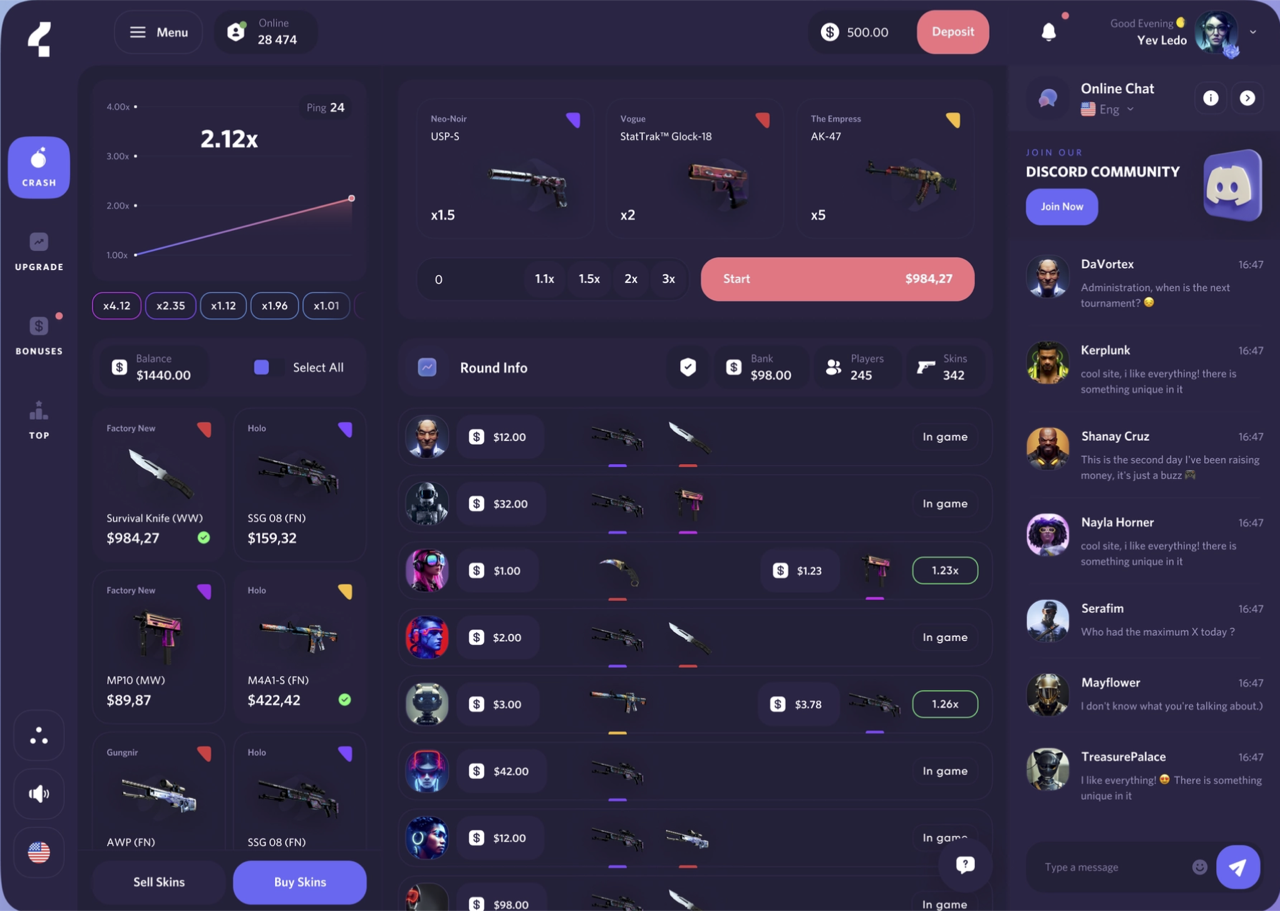 Menu
Online
28 474
500.00
Deposit
Good Evening
Yev Ledo
CRASH
UPGRADE
BONUSES
TOP
4.00x
3.00x
2.00x
1.00x
Ping 24
2.12x
x4.12
x2.35
x1.12
x1.96
x1.01
Balance
$1440.00
Select All
Factory New
Survival Knife (WW)
$984,27
Holo
SSG 08 (FN)
$159,32
Factory New
MP10 (MW)
$89,87
Holo
M4A1-S (FN)
$422,42
Gungnir
AWP (FN)
Holo
SSG 08 (FN)
Sell Skins
Buy Skins
Neo-Noir
USP-S
x1.5
Vogue
StatTrak™ Glock-18
x2
The Empress
AK-47
x5
0
1.1x
1.5x
2x
3x
Start
$984,27
Round Info
Bank
$98.00
Players
245
Skins
342
$12.00
In game
$32.00
In game
$1.00
$1.23
1.23x
$2.00
In game
$3.00
$3.78
1.26x
$42.00
In game
$12.00
In game
$98.00
In game
Online Chat
Eng
JOIN OUR
DISCORD COMMUNITY
Join Now
DaVortex
16:47
Administration, when is the next
tournament?
Kerplunk
16:47
cool site, i like everything! there is
something unique in it
Shanay Cruz
16:47
This is the second day I've been raising
money, it's just a buzz
Nayla Horner
16:47
cool site, i like everything! there is
something unique in it
Serafim
16:47
Who had the maximum X today ?
Mayflower
16:47
I don't know what you're talking about.)
TreasurePalace
16:47
I like everything! There is something
unique in it
Type a message